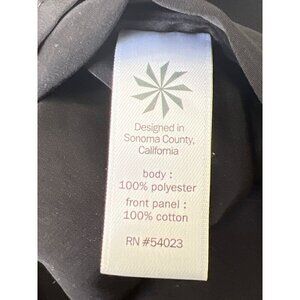 Designed in
Sonoma County,
California
body :
100% polyester
front panel :
100% cotton
RN #54023